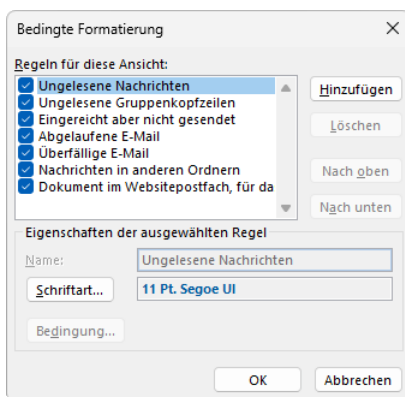 Bedingte Formatierung
Regeln für diese Ansicht:
Ungelesene Nachrichten
Ungelesene Gruppenkopfzeilen
Eingereicht aber nicht gesendet
Abgelaufene E-Mail
Überfällige E-Mail
Nachrichten in anderen Ordnern
Dokument im Websitepostfach, für da
Hinzufügen
Löschen
Nach oben
Nach unten
Eigenschaften der ausgewählten Regel
Name:
Ungelesene Nachrichten
Schriftart...
11 Pt. Segoe UI
Bedingung...
OK
Abbrechen